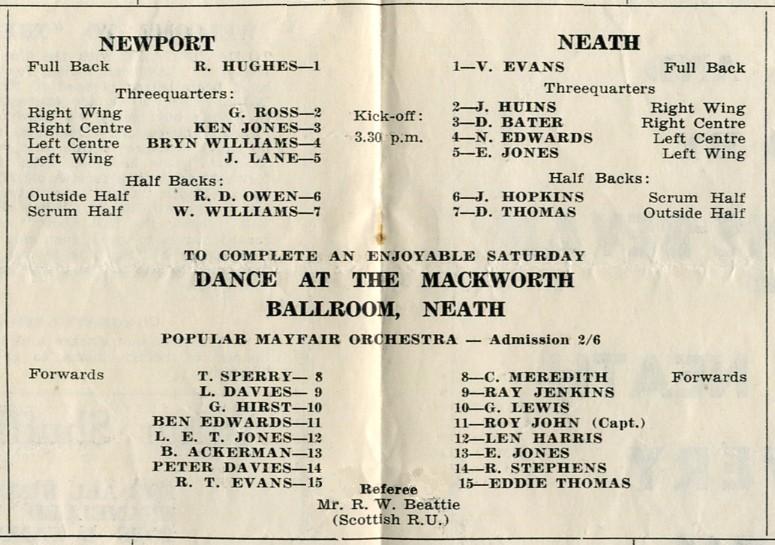 NEWPORT
Full Back R. HUGHES—1
Threequarters:
Right Wing G. ROSS—2
Right Centre KEN JONES—3
Left Centre BRYN WILLIAMS—4
Left Wing J. LANE—5
Half Backs:
Outside Half R. D. OWEN—6
Scrum Half W. WILLIAMS—7
Kick-off:
3.30 p.m.
NEATH
1—V. EVANS Full Back
Threequarters
2—J. HUINS Right Wing
3—D. BATER Right Centre
4—N. EDWARDS Left Centre
5—E. JONES Left Wing
Half Backs:
6—J. HOPKINS Scrum Half
7—D. THOMAS Outside Half
TO COMPLETE AN ENJOYABLE SATURDAY
DANCE AT THE MACKWORTH
BALLROOM, NEATH
POPULAR MAYFAIR ORCHESTRA — Admission 2/6
Forwards T. SPERRY— 8
L. DAVIES— 9
G. HIRST—10
BEN EDWARDS—11
L. E. T. JONES—12
B. ACKERMAN—13
PETER DAVIES—14
R. T. EVANS—15
8—C. MEREDITH Forwards
9—RAY JENKINS
10—G. LEWIS
11—ROY JOHN (Capt.)
12—LEN HARRIS
13—E. JONES
14—R. STEPHENS
15—EDDIE THOMAS
Referee
Mr. R. W. Beattie
(Scottish R.U.)